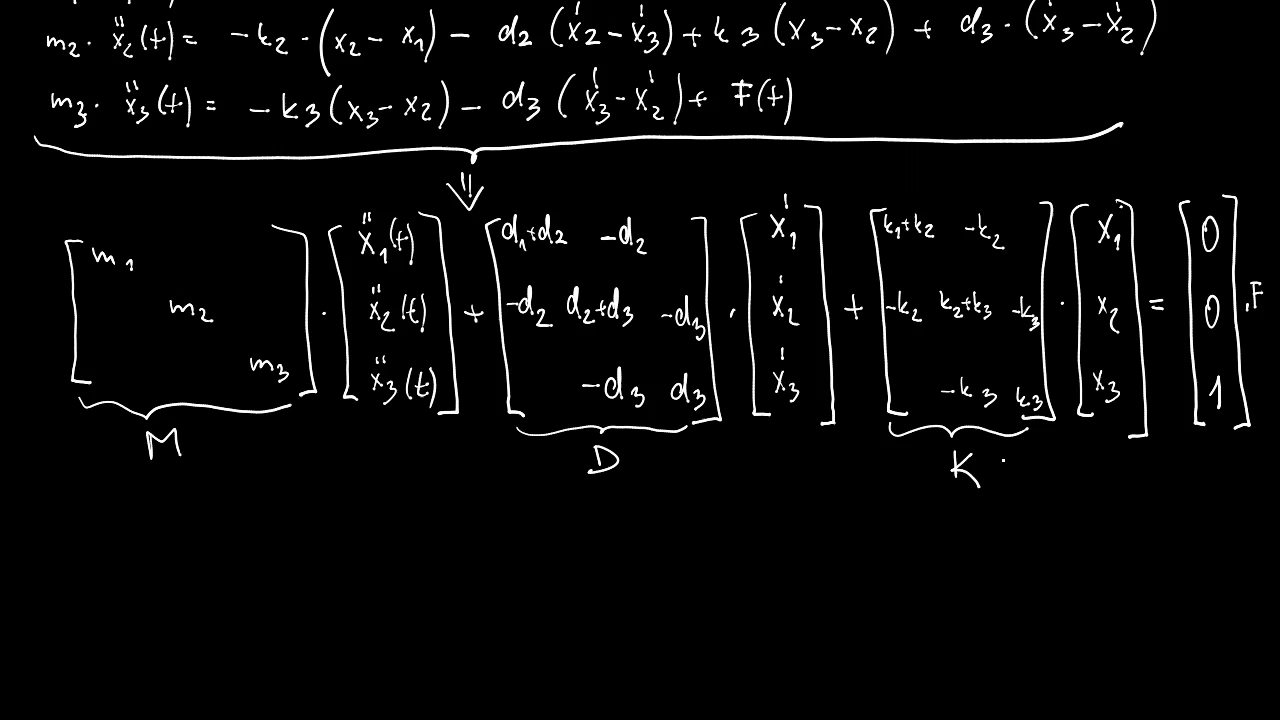 m₂ · ẍ₂(t) = -k₂ · (x₂ - x₁) - d₂ (ẋ₂ - ẋ₃) + k₃ (x₃ - x₂) + d₃ · (ẋ₃ - ẋ₂)
m₃ · ẍ₃(t) = -k₃ (x₃ - x₂) - d₃ (ẋ₃ - ẋ₂) + F(t)
⇓
[m₁ ; m₂ ; m₃] · [ẍ₁(t) ; ẍ₂(t) ; ẍ₃(t)] + [d₁+d₂ -d₂ ; -d₂ d₂+d₃ -d₃ ; -d₃ d₃] · [ẋ₁ ; ẋ₂ ; ẋ₃] + [k₁+k₂ -k₂ ; -k₂ k₂+k₃ -k₃ ; -k₃ k₃] · [x₁ ; x₂ ; x₃] = [0 ; 0 ; 1] · F
M D K